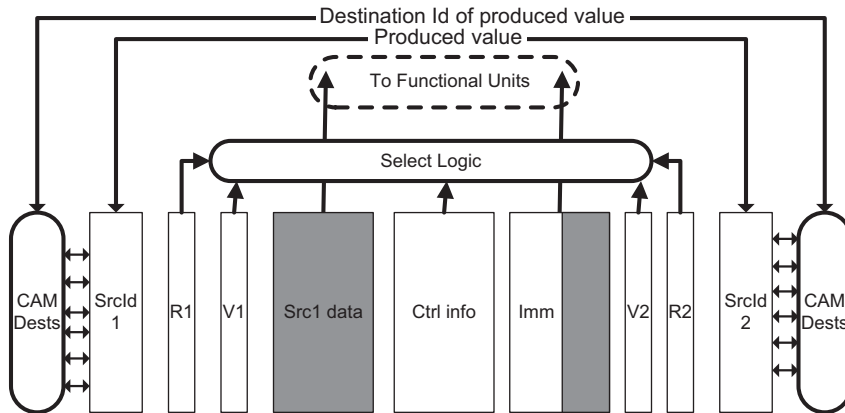 Destination Id of produced value
Produced value
To Functional Units
Select Logic
CAM
Dests
SrcId
1
R1
V1
Src1 data
Ctrl info
Imm
V2
R2
SrcId
2
CAM
Dests